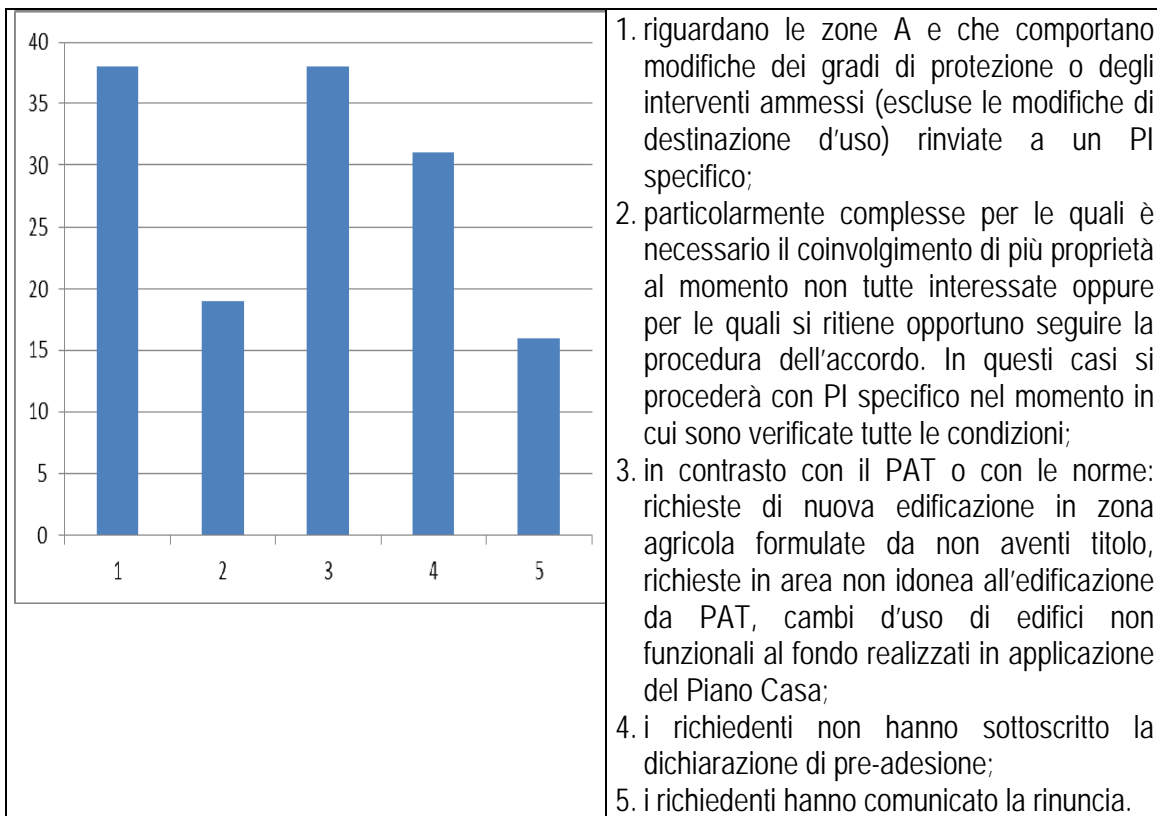 40
35
30
25
20
15
10
5
0
1
2
3
4
5
1. riguardano le zone A e che comportano
modifiche dei gradi di protezione o degli
interventi ammessi (escluse le modifiche di
destinazione d'uso) rinviate a un PI
specifico;
2. particolarmente complesse per le quali è
necessario il coinvolgimento di più proprietà
al momento non tutte interessate oppure
per le quali si ritiene opportuno seguire la
procedura dell'accordo. In questi casi si
procederà con PI specifico nel momento in
cui sono verificate tutte le condizioni;
3. in contrasto con il PAT o con le norme:
richieste di nuova edificazione in zona
agricola formulate da non aventi titolo,
richieste in area non idonea all'edificazione
da PAT, cambi d'uso di edifici non
funzionali al fondo realizzati in applicazione
del Piano Casa;
4. i richiedenti non hanno sottoscritto la
dichiarazione di pre-adesione;
5. i richiedenti hanno comunicato la rinuncia.